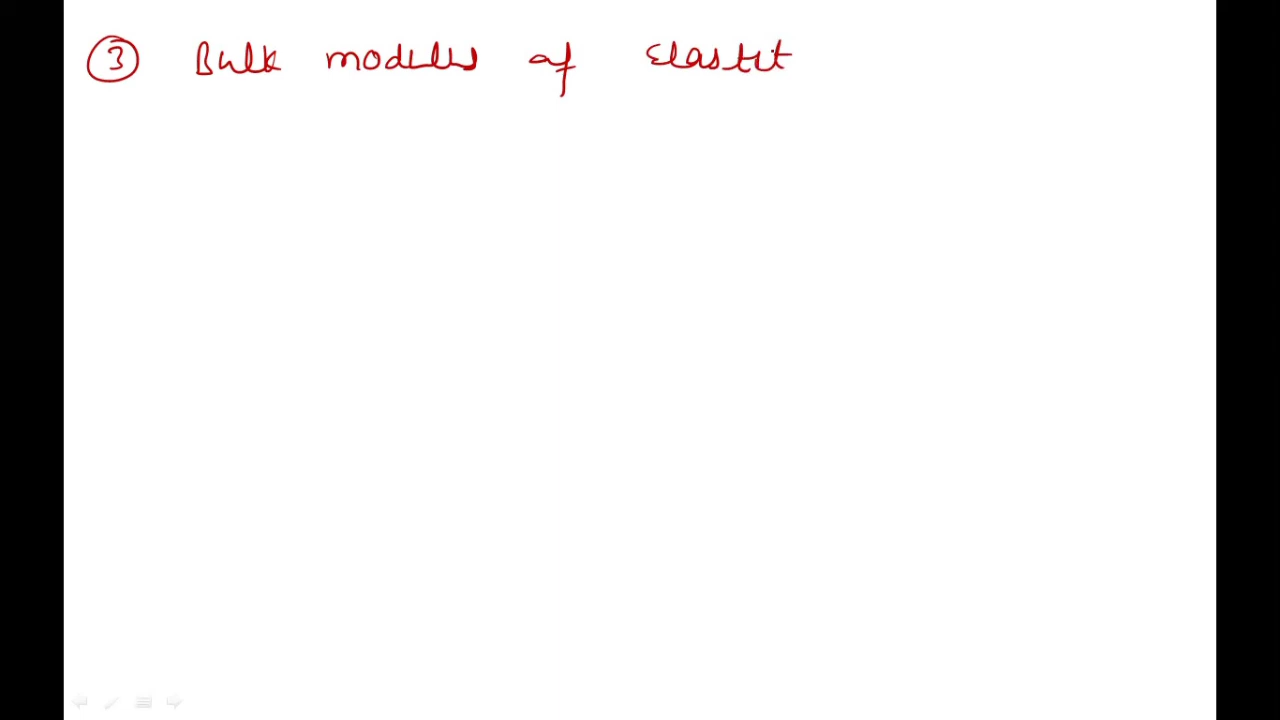 ③ Bulk modulus of Elastit